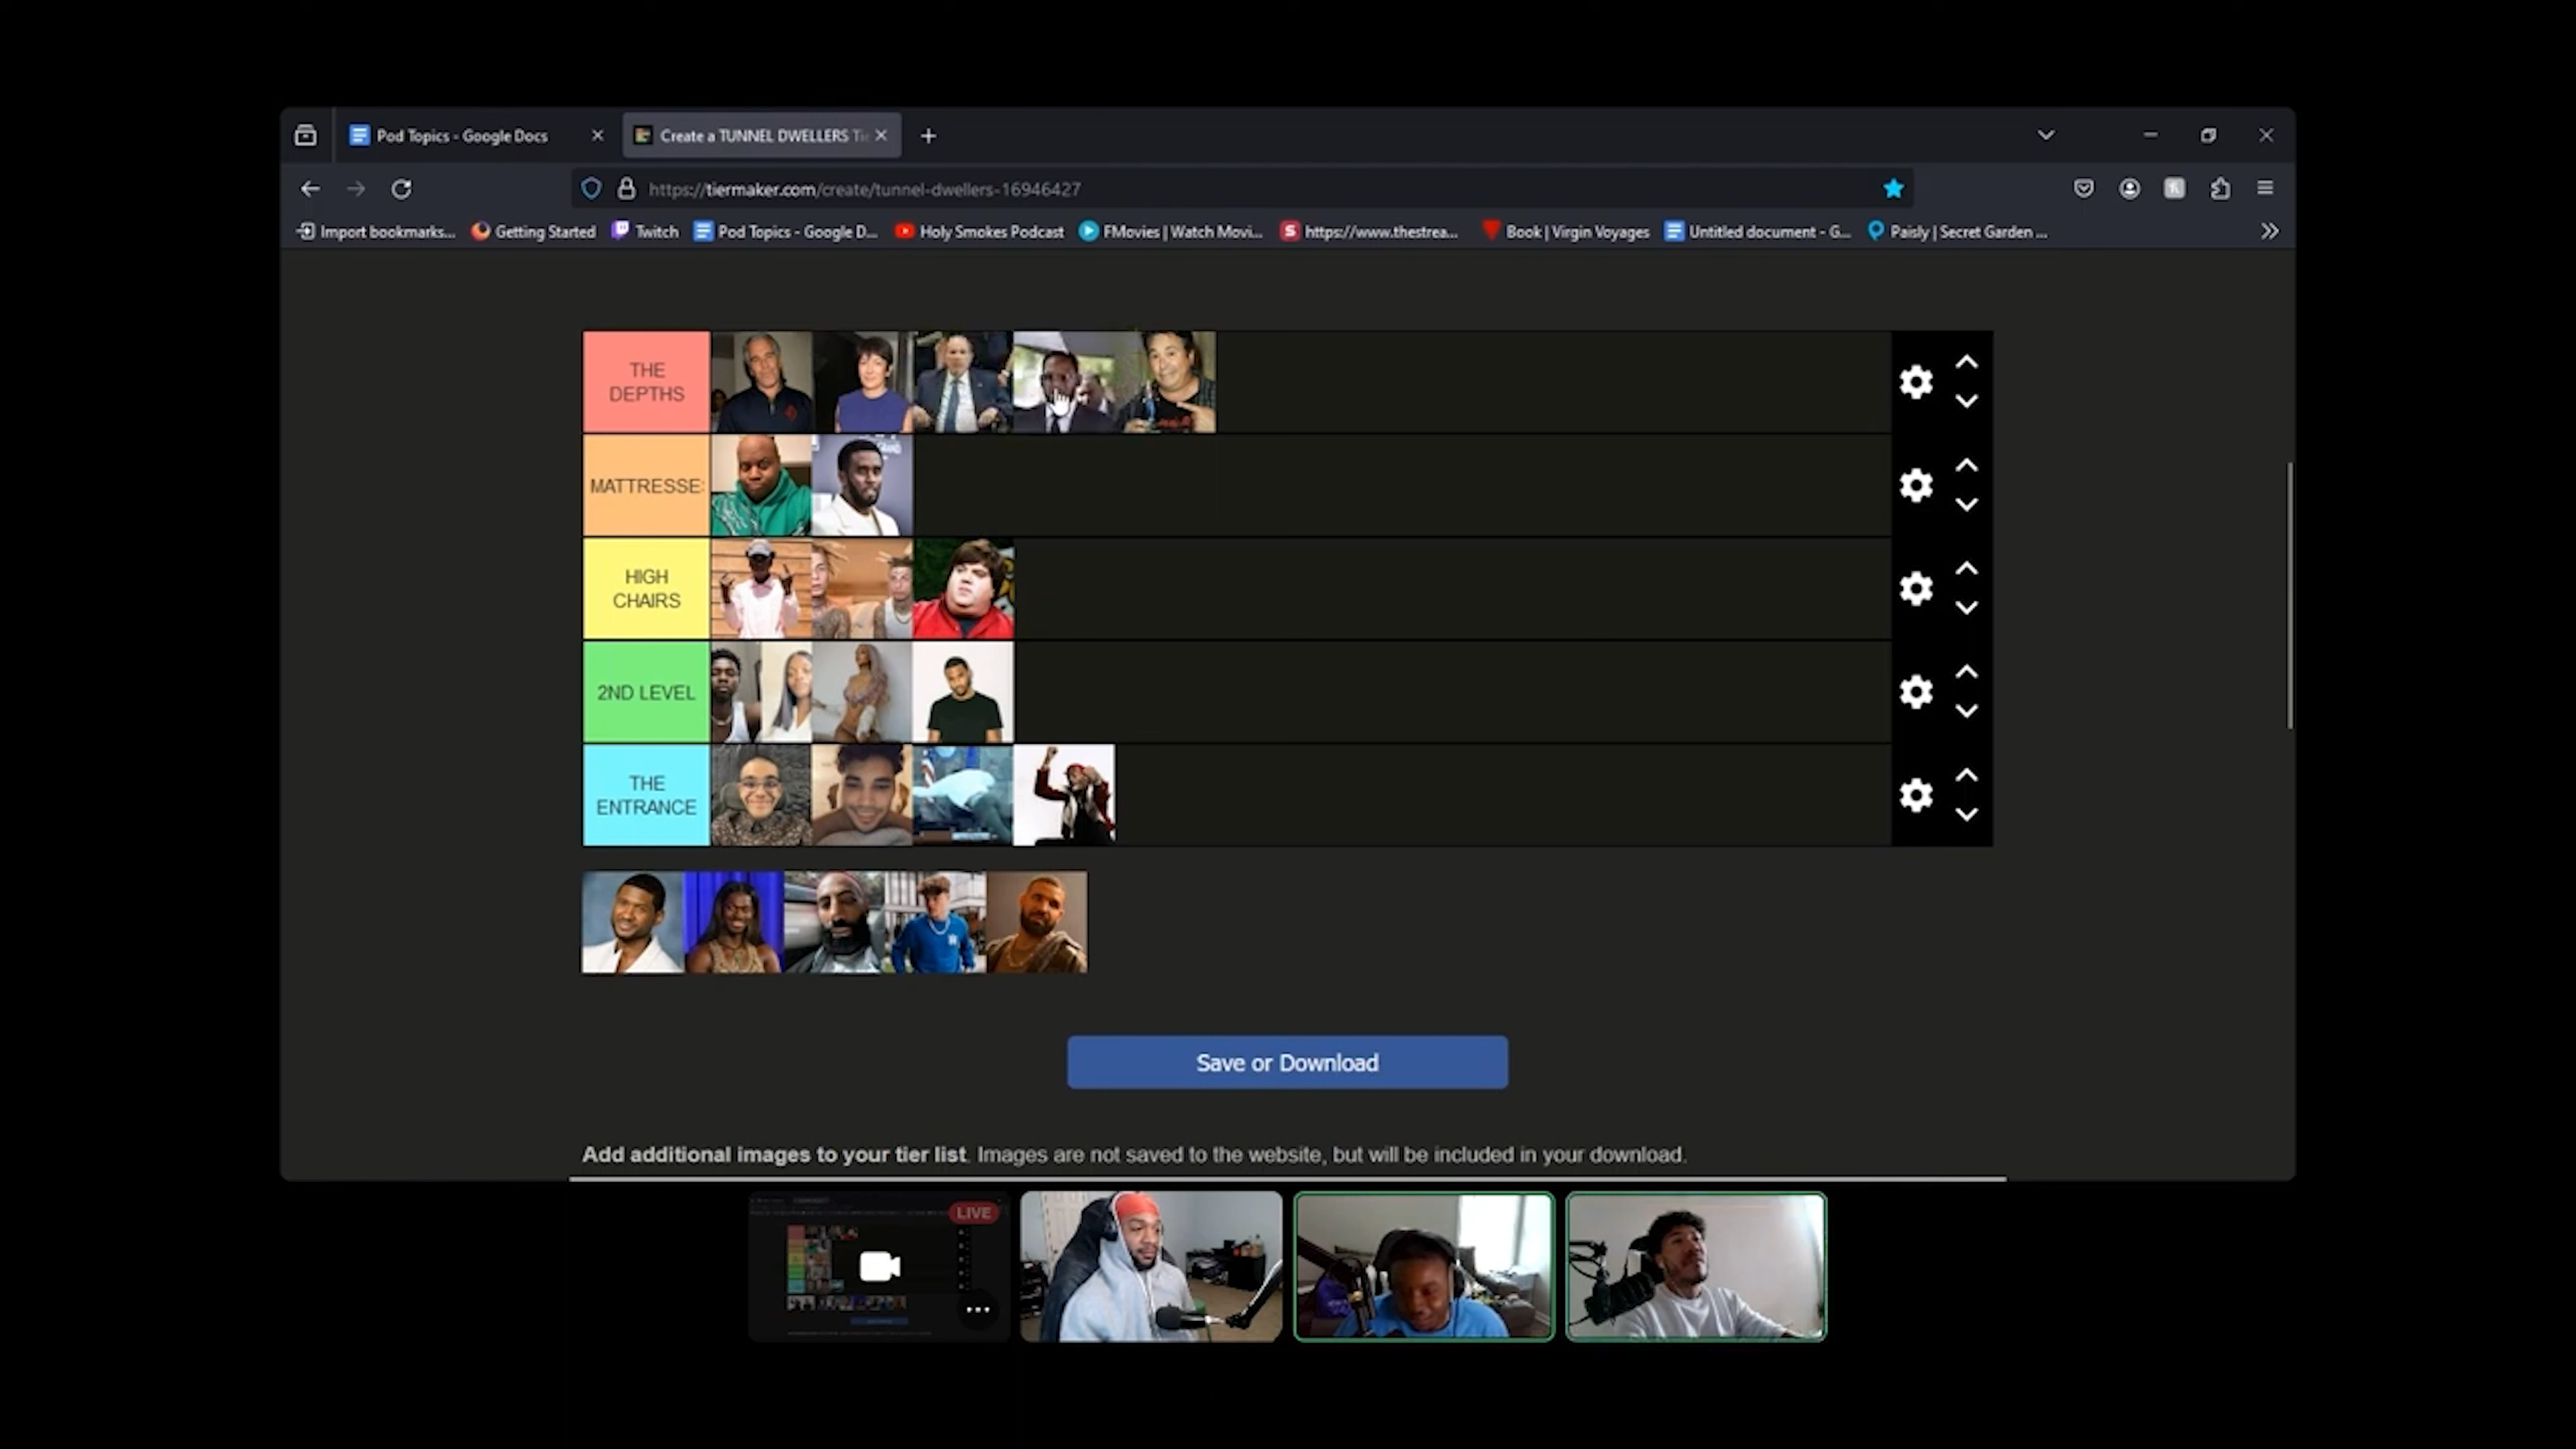 Pod Topics - Google Docs
Create a TUNNEL DWELLERS Tie
https://tiermaker.com/create/tunnel-dwellers-16946427
Import bookmarks...
Getting Started
Twitch
Pod Topics - Google D...
Holy Smokes Podcast
FMovies | Watch Movi...
https://www.thestrea...
Book | Virgin Voyages
Untitled document - G...
Paisly | Secret Garden ...
THE
DEPTHS
MATTRESSES
HIGH
CHAIRS
2ND LEVEL
THE
ENTRANCE
Save or Download
Add additional images to your tier list. Images are not saved to the website, but will be included in your download.
LIVE